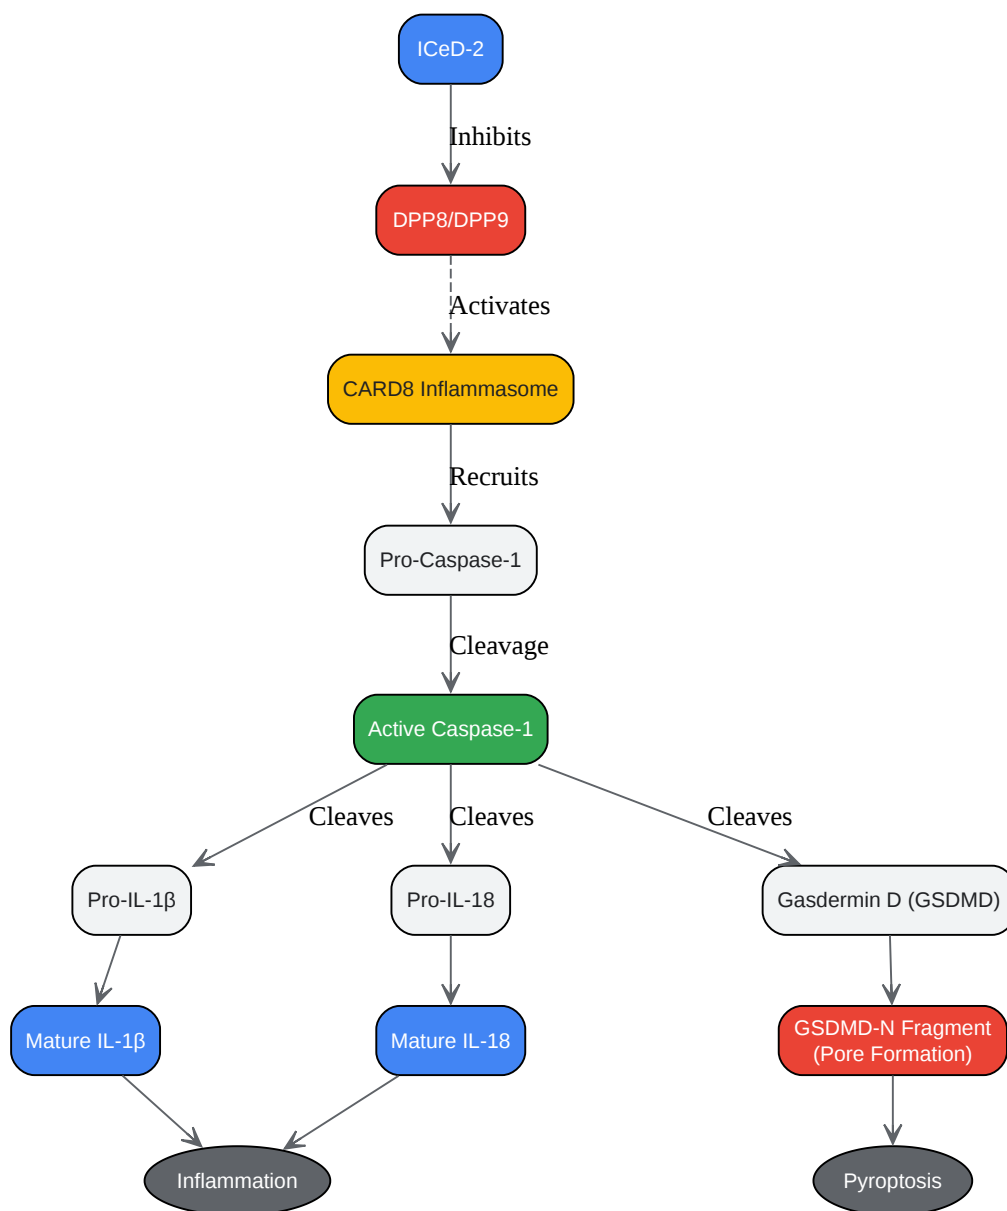 ICeD-2
Inhibits
DPP8/DPP9
Activates
CARD8 Inflammasome
Recruits
Pro-Caspase-1
Cleavage
Active Caspase-1
Cleaves
Cleaves
Cleaves
Pro-IL-1β
Pro-IL-18
Gasdermin D (GSDMD)
Mature IL-1β
Mature IL-18
GSDMD-N Fragment
(Pore Formation)
Inflammation
Pyroptosis